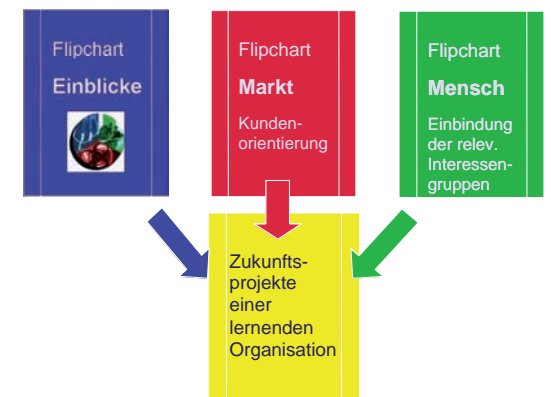 Flipchart
Einblicke
Flipchart
Markt
Kunden-
orientierung
Flipchart
Mensch
Einbindung
der relev.
Interessen-
gruppen
Zukunfts-
projekte
einer
lernenden
Organisation